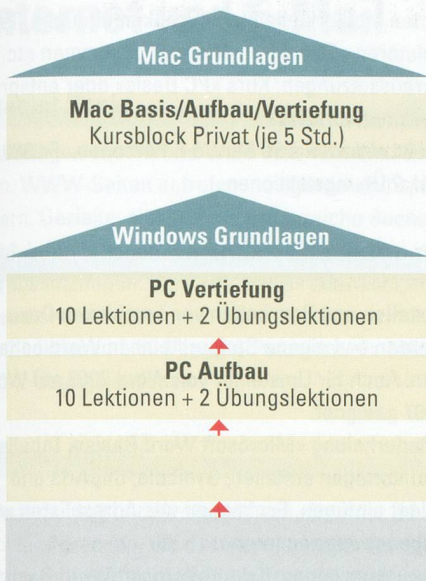 Mac Grundlagen
Mac Basis/Aufbau/Vertiefung
Kursblock Privat (je 5 Std.)
Windows Grundlagen
PC Vertiefung
10 Lektionen + 2 Übungslektionen
PC Aufbau
10 Lektionen + 2 Übungslektionen